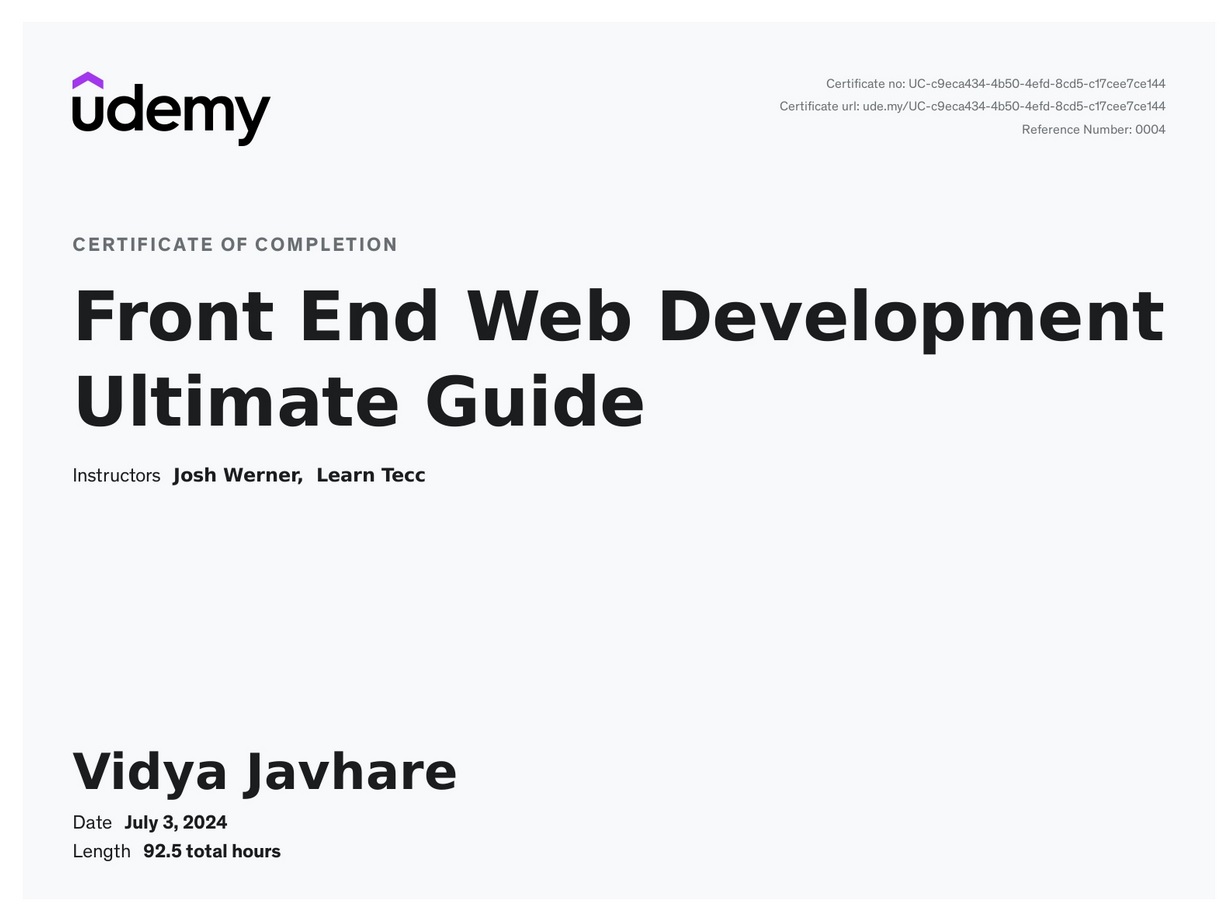 udemy
Certificate no: UC-c9eca434-4b50-4efd-8cd5-c17cee7ce144
Certificate url: ude.my/UC-c9eca434-4b50-4efd-8cd5-c17cee7ce144
Reference Number: 0004
CERTIFICATE OF COMPLETION
Front End Web Development
Ultimate Guide
Instructors Josh Werner, Learn Tecc
Vidya Javhare
Date July 3, 2024
Length 92.5 total hours